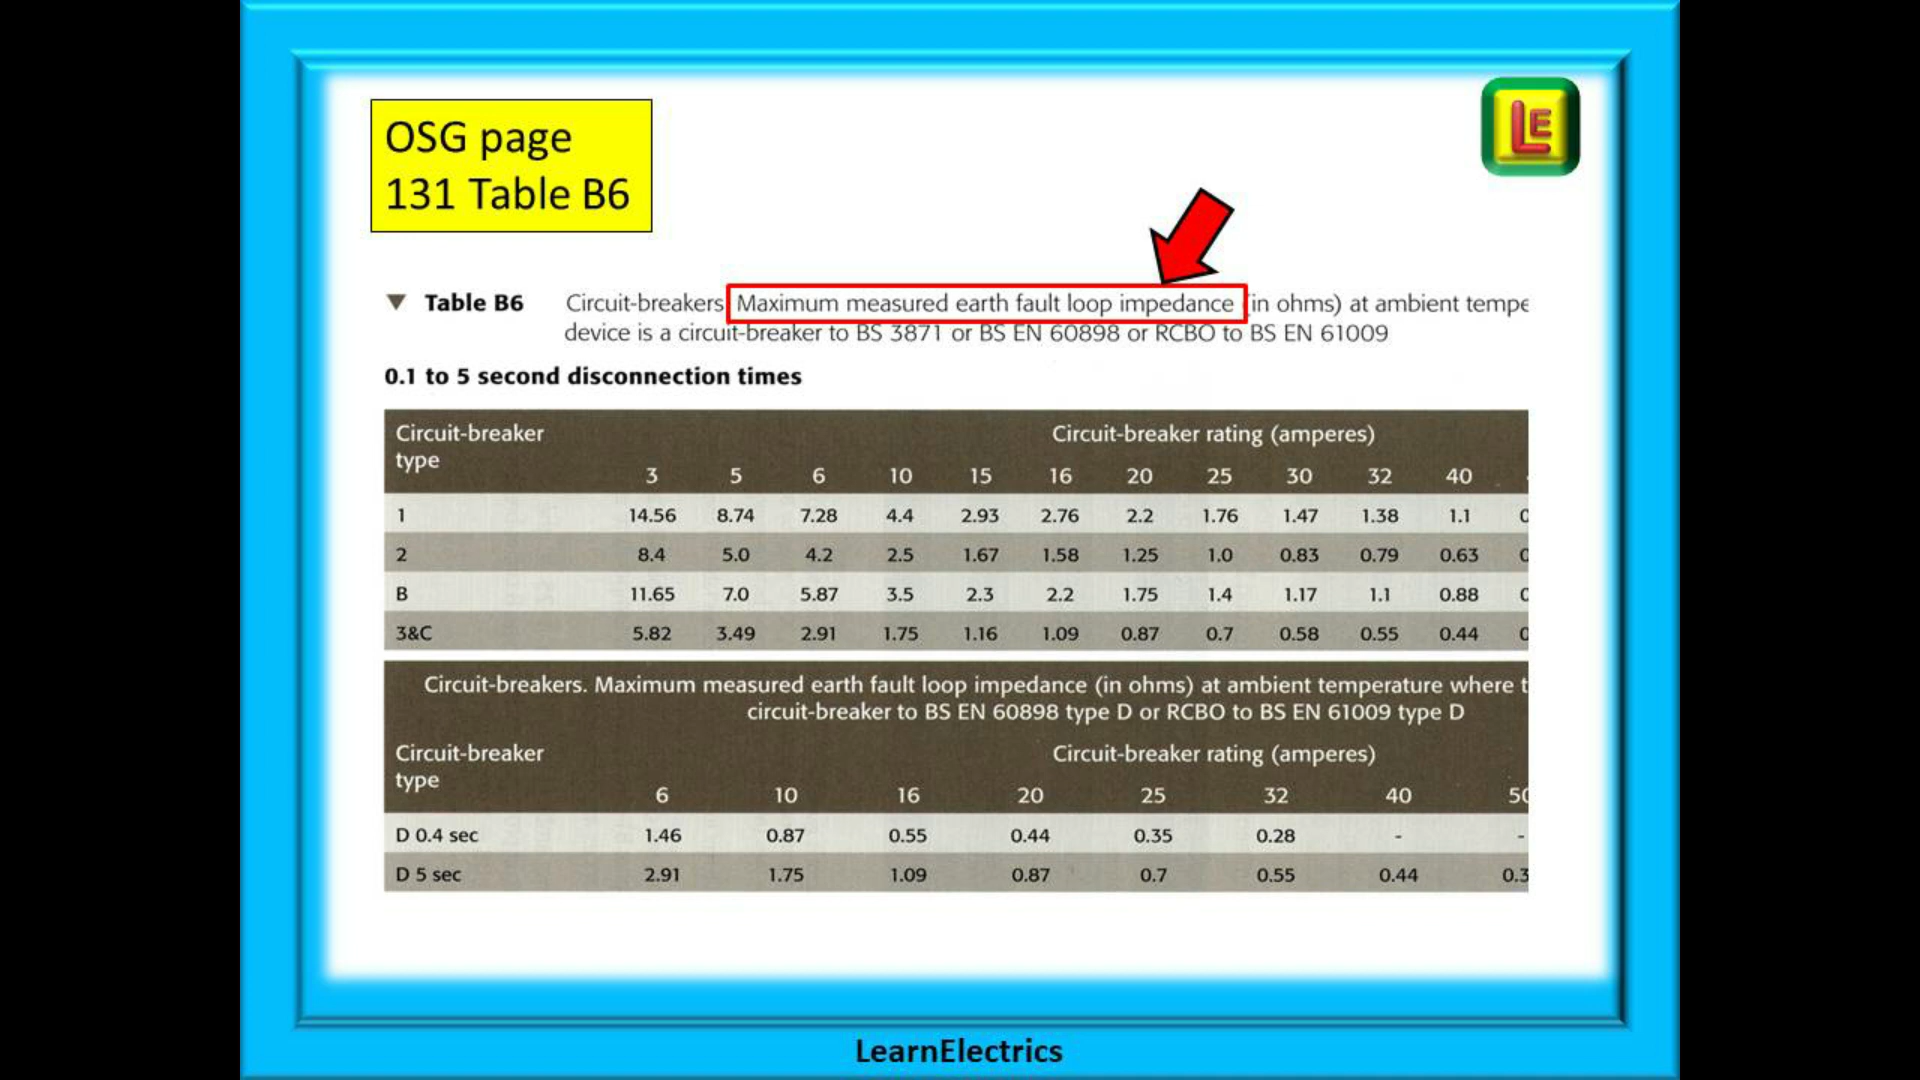 OSG page
131 Table B6
LE
▼ Table B6 Circuit-breakers Maximum measured earth fault loop impedance (in ohms) at ambient tempe
device is a circuit-breaker to BS 3871 or BS EN 60898 or RCBO to BS EN 61009
0.1 to 5 second disconnection times
Circuit-breaker type Circuit-breaker rating (amperes)
3 5 6 10 15 16 20 25 30 32 40
1 14.56 8.74 7.28 4.4 2.93 2.76 2.2 1.76 1.47 1.38 1.1
2 8.4 5.0 4.2 2.5 1.67 1.58 1.25 1.0 0.83 0.79 0.63
B 11.65 7.0 5.87 3.5 2.3 2.2 1.75 1.4 1.17 1.1 0.88
3&C 5.82 3.49 2.91 1.75 1.16 1.09 0.87 0.7 0.58 0.55 0.44
Circuit-breakers. Maximum measured earth fault loop impedance (in ohms) at ambient temperature where t
circuit-breaker to BS EN 60898 type D or RCBO to BS EN 61009 type D
Circuit-breaker type Circuit-breaker rating (amperes)
6 10 16 20 25 32 40 50
D 0.4 sec 1.46 0.87 0.55 0.44 0.35 0.28 - -
D 5 sec 2.91 1.75 1.09 0.87 0.7 0.55 0.44 0.3
LearnElectrics